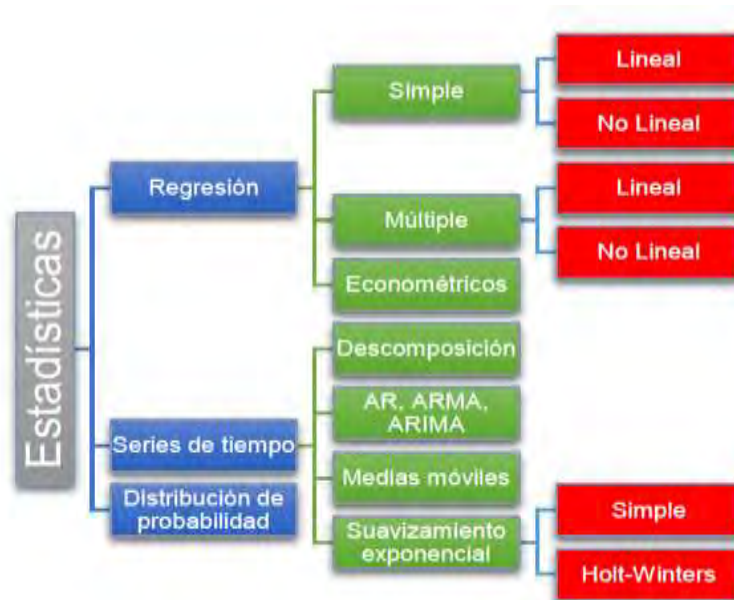 Estadísticas
Regresión
Simple
Lineal
No Lineal
Múltiple
Lineal
No Lineal
Econométricos
Series de tiempo
Descomposición
AR, ARMA,
ARIMA
Medias móviles
Suavizamiento
exponencial
Simple
Holt-Winters
Distribución de
probabilidad